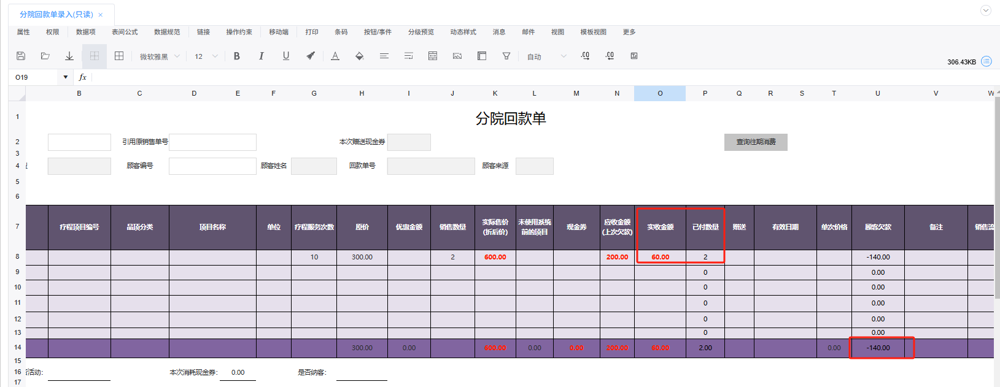 分院回款单录入(只读) ×
属性 权限 数据项 表间公式 数据规范 链接 操作约束 移动端 打印 条码 按钮/事件 分级预览 动态样式 消息 邮件 视图 模板视图 更多
微软雅黑 12 B I U A 自动 .00 .00
306.43KB
O19 fx
B C D E F G H I J K L M N O P Q R S T U V W
1 分院回款单
2 引用原销售单号 本次赠送现金券 查询往期消费
3
4 顾客编号 顾客姓名 回款单号 顾客来源
5
6
7 疗程项目编号 品项分类 项目名称 单位 疗程服务次数 原价 优惠金额 销售数量 实际售价(折后价) 未使用系统前的项目 现金券 应收金额(上次欠款) 实收金额 已付数量 赠送 有效日期 单次价格 顾客欠款 备注 销售流
8 10 300.00 2 600.00 200.00 60.00 2 -140.00
9 0 0.00
10 0 0.00
11 0 0.00
12 0 0.00
13 0 0.00
14 300.00 0.00 600.00 0.00 0.00 200.00 60.00 2.00 0.00 -140.00
15
16 活动: 本次消耗现金券: 0.00 是否纳客:
17